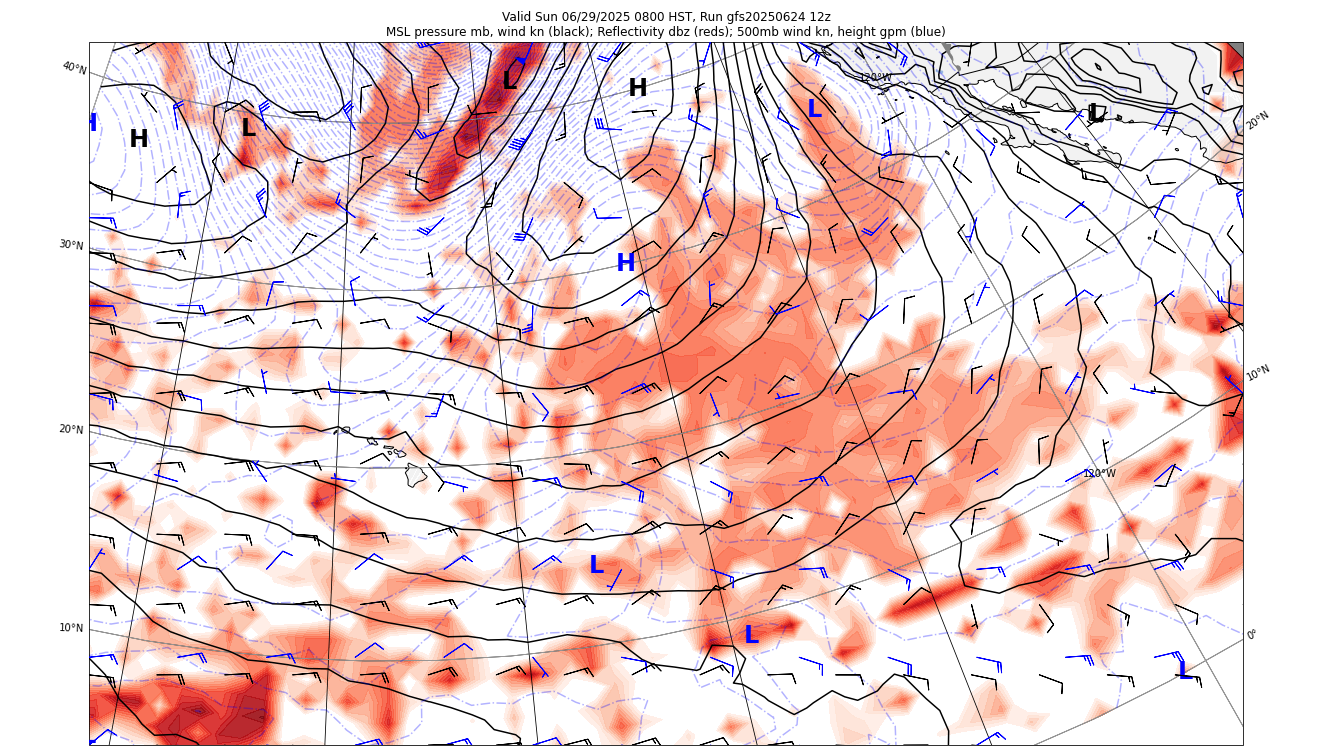 Valid Sun 06/29/2025 0800 HST, Run gfs20250624 12z
MSL pressure mb, wind kn (black); Reflectivity dbz (reds); 500mb wind kn, height gpm (blue)
40°N
120°W
H
L
H
L
L
L
20°N
H
30°N
H
10°N
20°N
120°W
L
10°N
L
0°
L